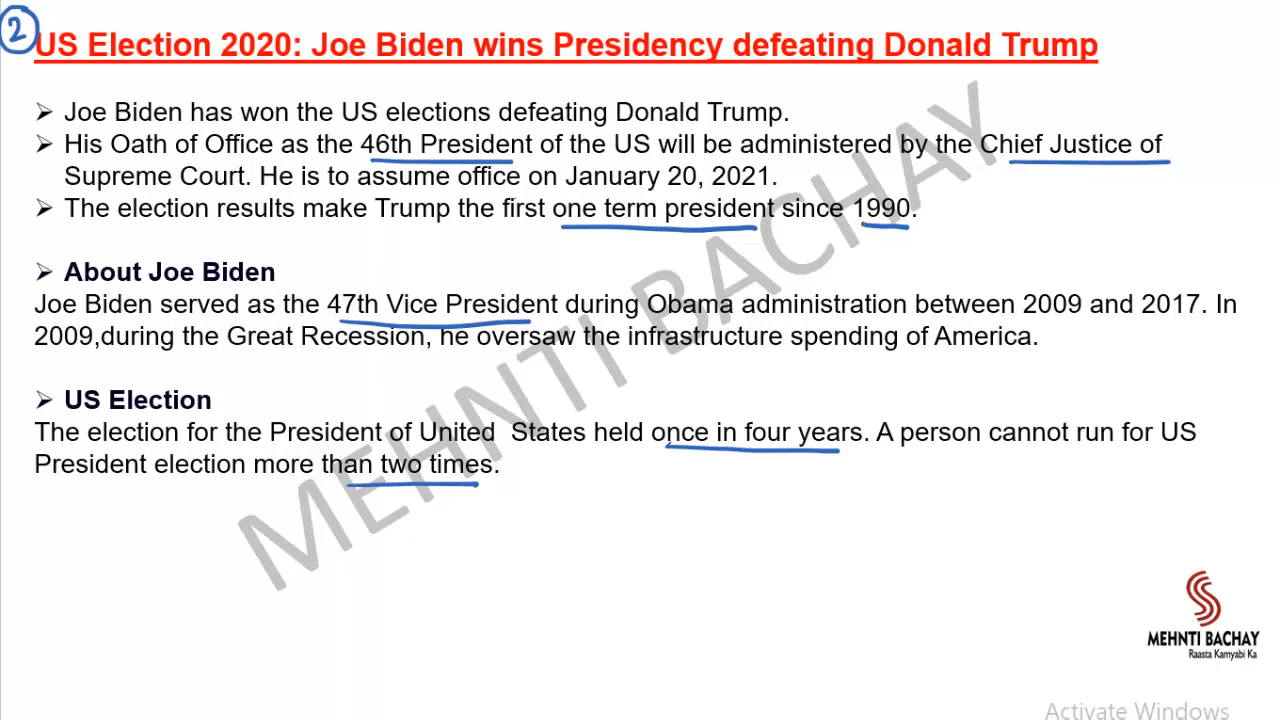 2
US Election 2020: Joe Biden wins Presidency defeating Donald Trump
➢ Joe Biden has won the US elections defeating Donald Trump.
➢ His Oath of Office as the 46th President of the US will be administered by the Chief Justice of
Supreme Court. He is to assume office on January 20, 2021.
➢ The election results make Trump the first one term president since 1990.
➢ About Joe Biden
Joe Biden served as the 47th Vice President during Obama administration between 2009 and 2017. In
2009,during the Great Recession, he oversaw the infrastructure spending of America.
➢ US Election
The election for the President of United States held once in four years. A person cannot run for US
President election more than two times.
MEHNTI BACHAY
MEHNTI BACHAY
Raasta Kamyabi Ka
Activate Windows